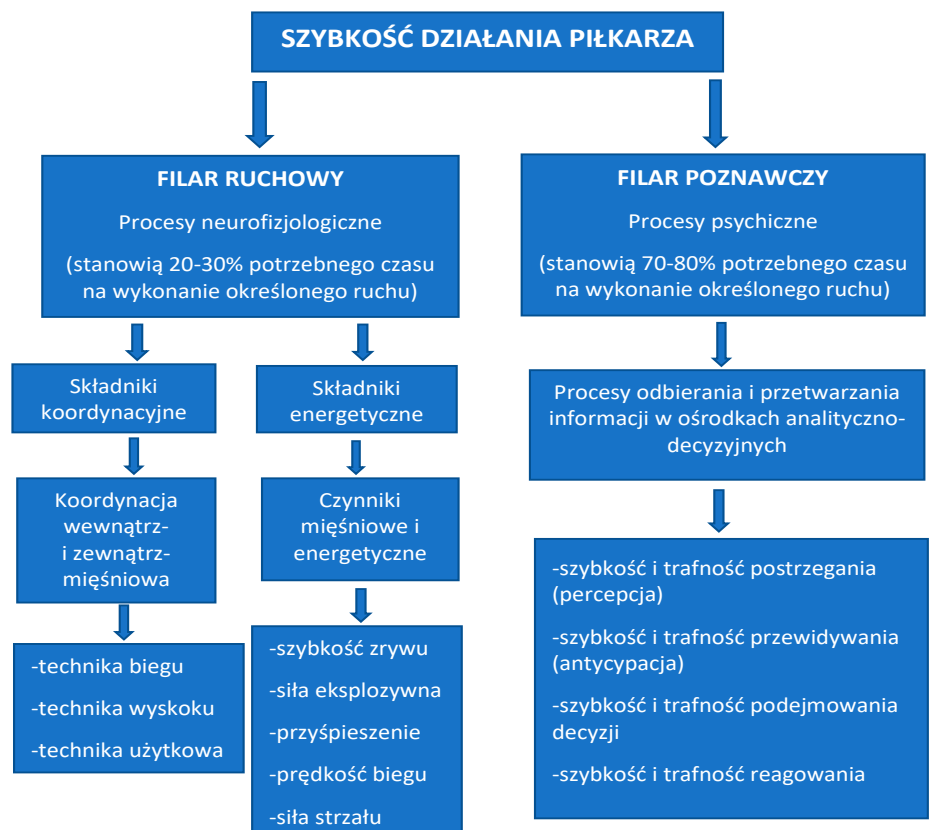 SZYBKOŚĆ DZIAŁANIA PIŁKARZA
FILAR RUCHOWY
Procesy neurofizjologiczne
(stanowią 20-30% potrzebnego czasu
na wykonanie określonego ruchu)
FILAR POZNAWCZY
Procesy psychiczne
(stanowią 70-80% potrzebnego czasu
na wykonanie określonego ruchu)
Składniki
koordynacyjne
Składniki
energetyczne
Procesy odbierania i przetwarzania
informacji w ośrodkach analityczno-
decyzyjnych
Koordynacja
wewnątrz-
i zewnątrz-
mięśniowa
Czynniki
mięśniowe i
energetyczne
-technika biegu
-technika wyskoku
-technika użytkowa
-szybkość zrywu
-siła eksplozywna
-przyśpieszenie
-prędkość biegu
-siła strzału
-szybkość i trafność postrzegania
(percepcja)
-szybkość i trafność przewidywania
(antycypacja)
-szybkość i trafność podejmowania
decyzji
-szybkość i trafność reagowania